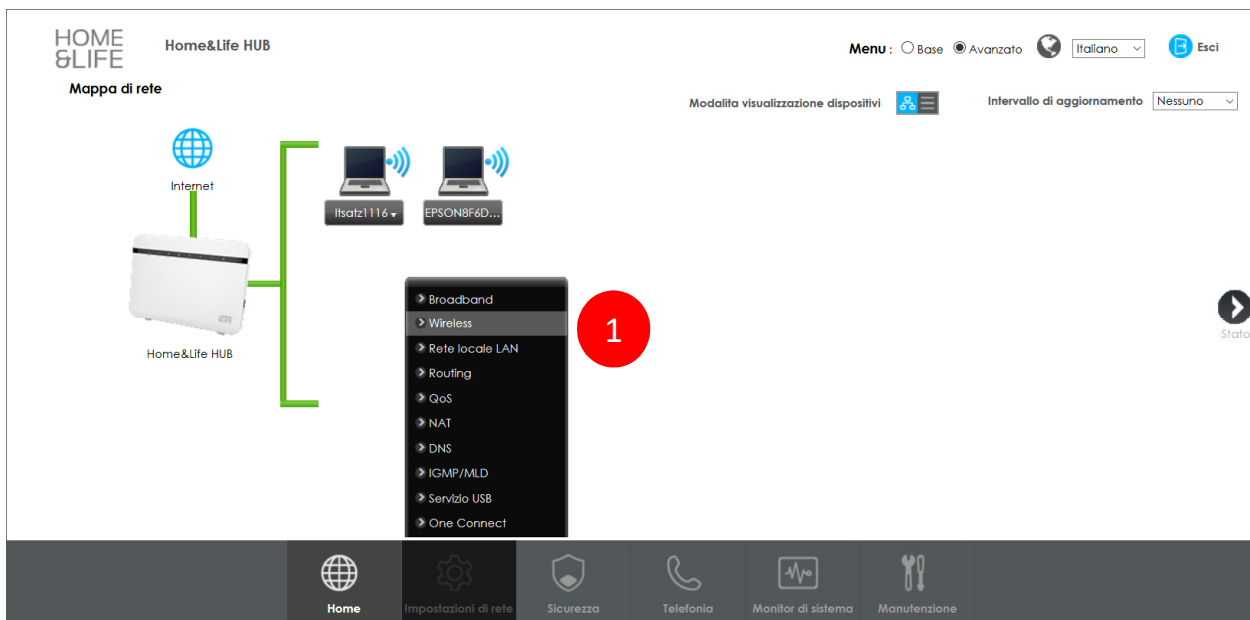 HOME
&LIFE
Home&Life HUB
Menu : Base Avanzato Italiano Esci
Mappa di rete
Modalita visualizzazione dispositivi
Intervallo di aggiornamento Nessuno
Internet
Itsatz1116
EPSON8F6D...
Home&Life HUB
Broadband
Wireless
Rete locale LAN
Routing
QoS
NAT
DNS
IGMP/MLD
Servizio USB
One Connect
1
Stato
Home
Impostazioni di rete
Sicurezza
Telefonia
Monitor di sistema
Manutenzione